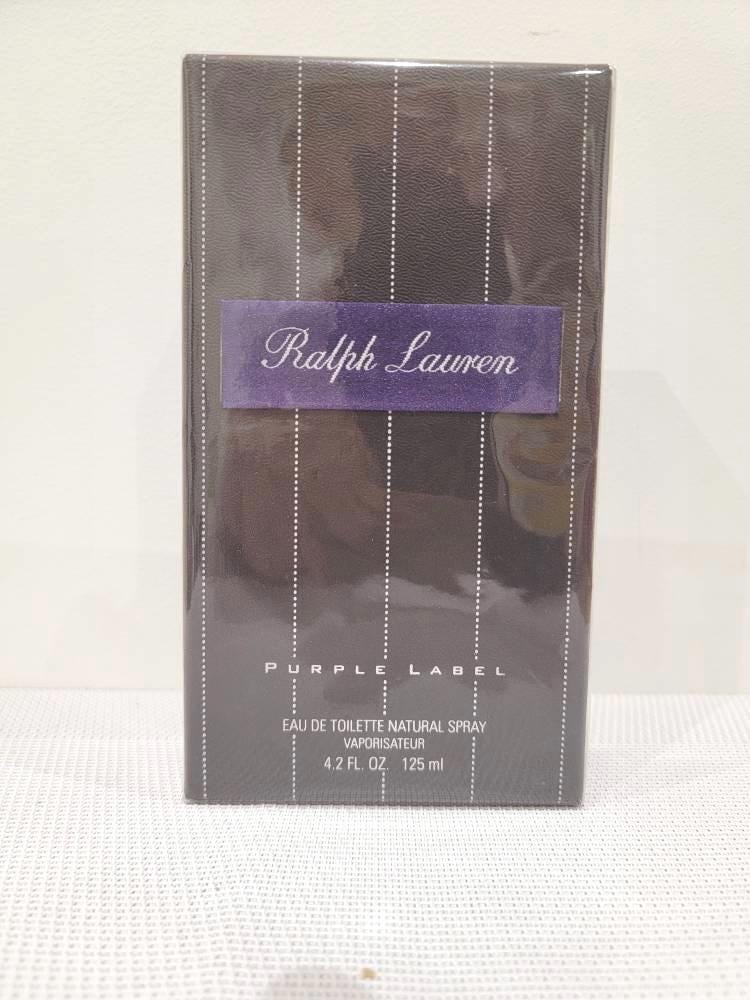 Ralph Lauren
PURPLE LABEL
EAU DE TOILETTE NATURAL SPRAY
VAPORISATEUR
4.2 FL. OZ. 125 ml